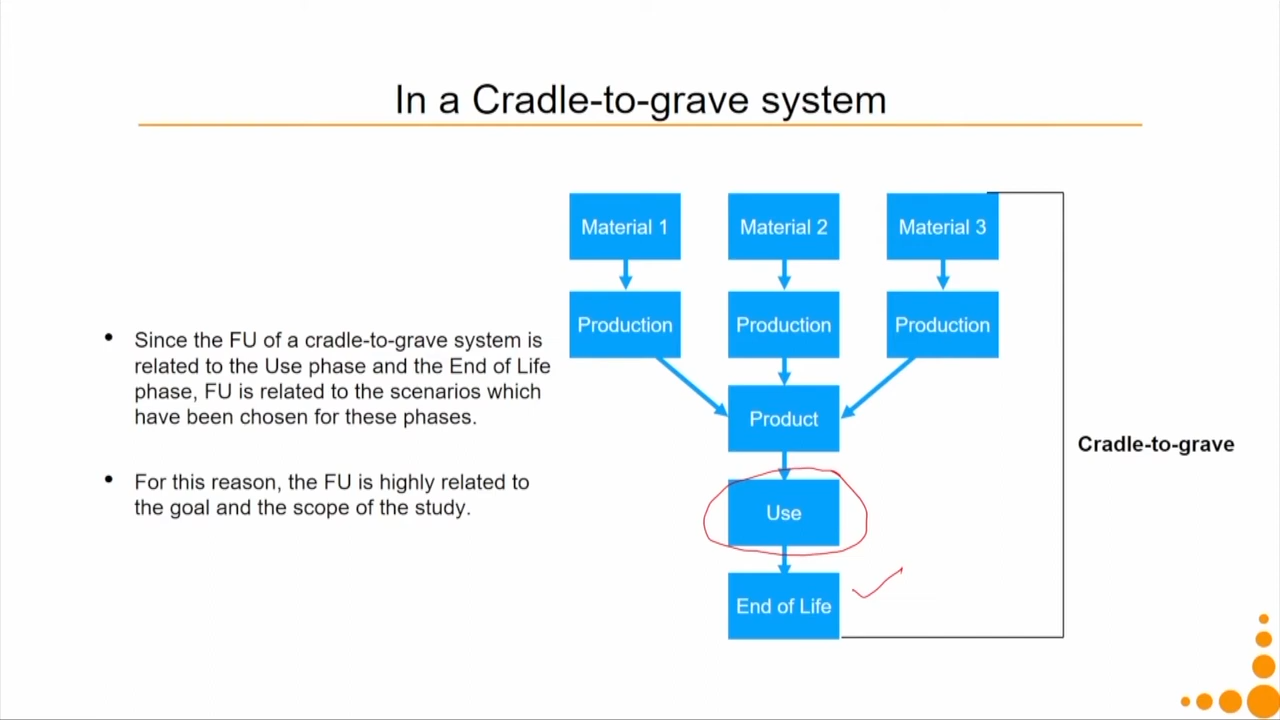 In a Cradle-to-grave system
• Since the FU of a cradle-to-grave system is
related to the Use phase and the End of Life
phase, FU is related to the scenarios which
have been chosen for these phases.
• For this reason, the FU is highly related to
the goal and the scope of the study.
Material 1
Material 2
Material 3
Production
Production
Production
Product
Use
End of Life
Cradle-to-grave